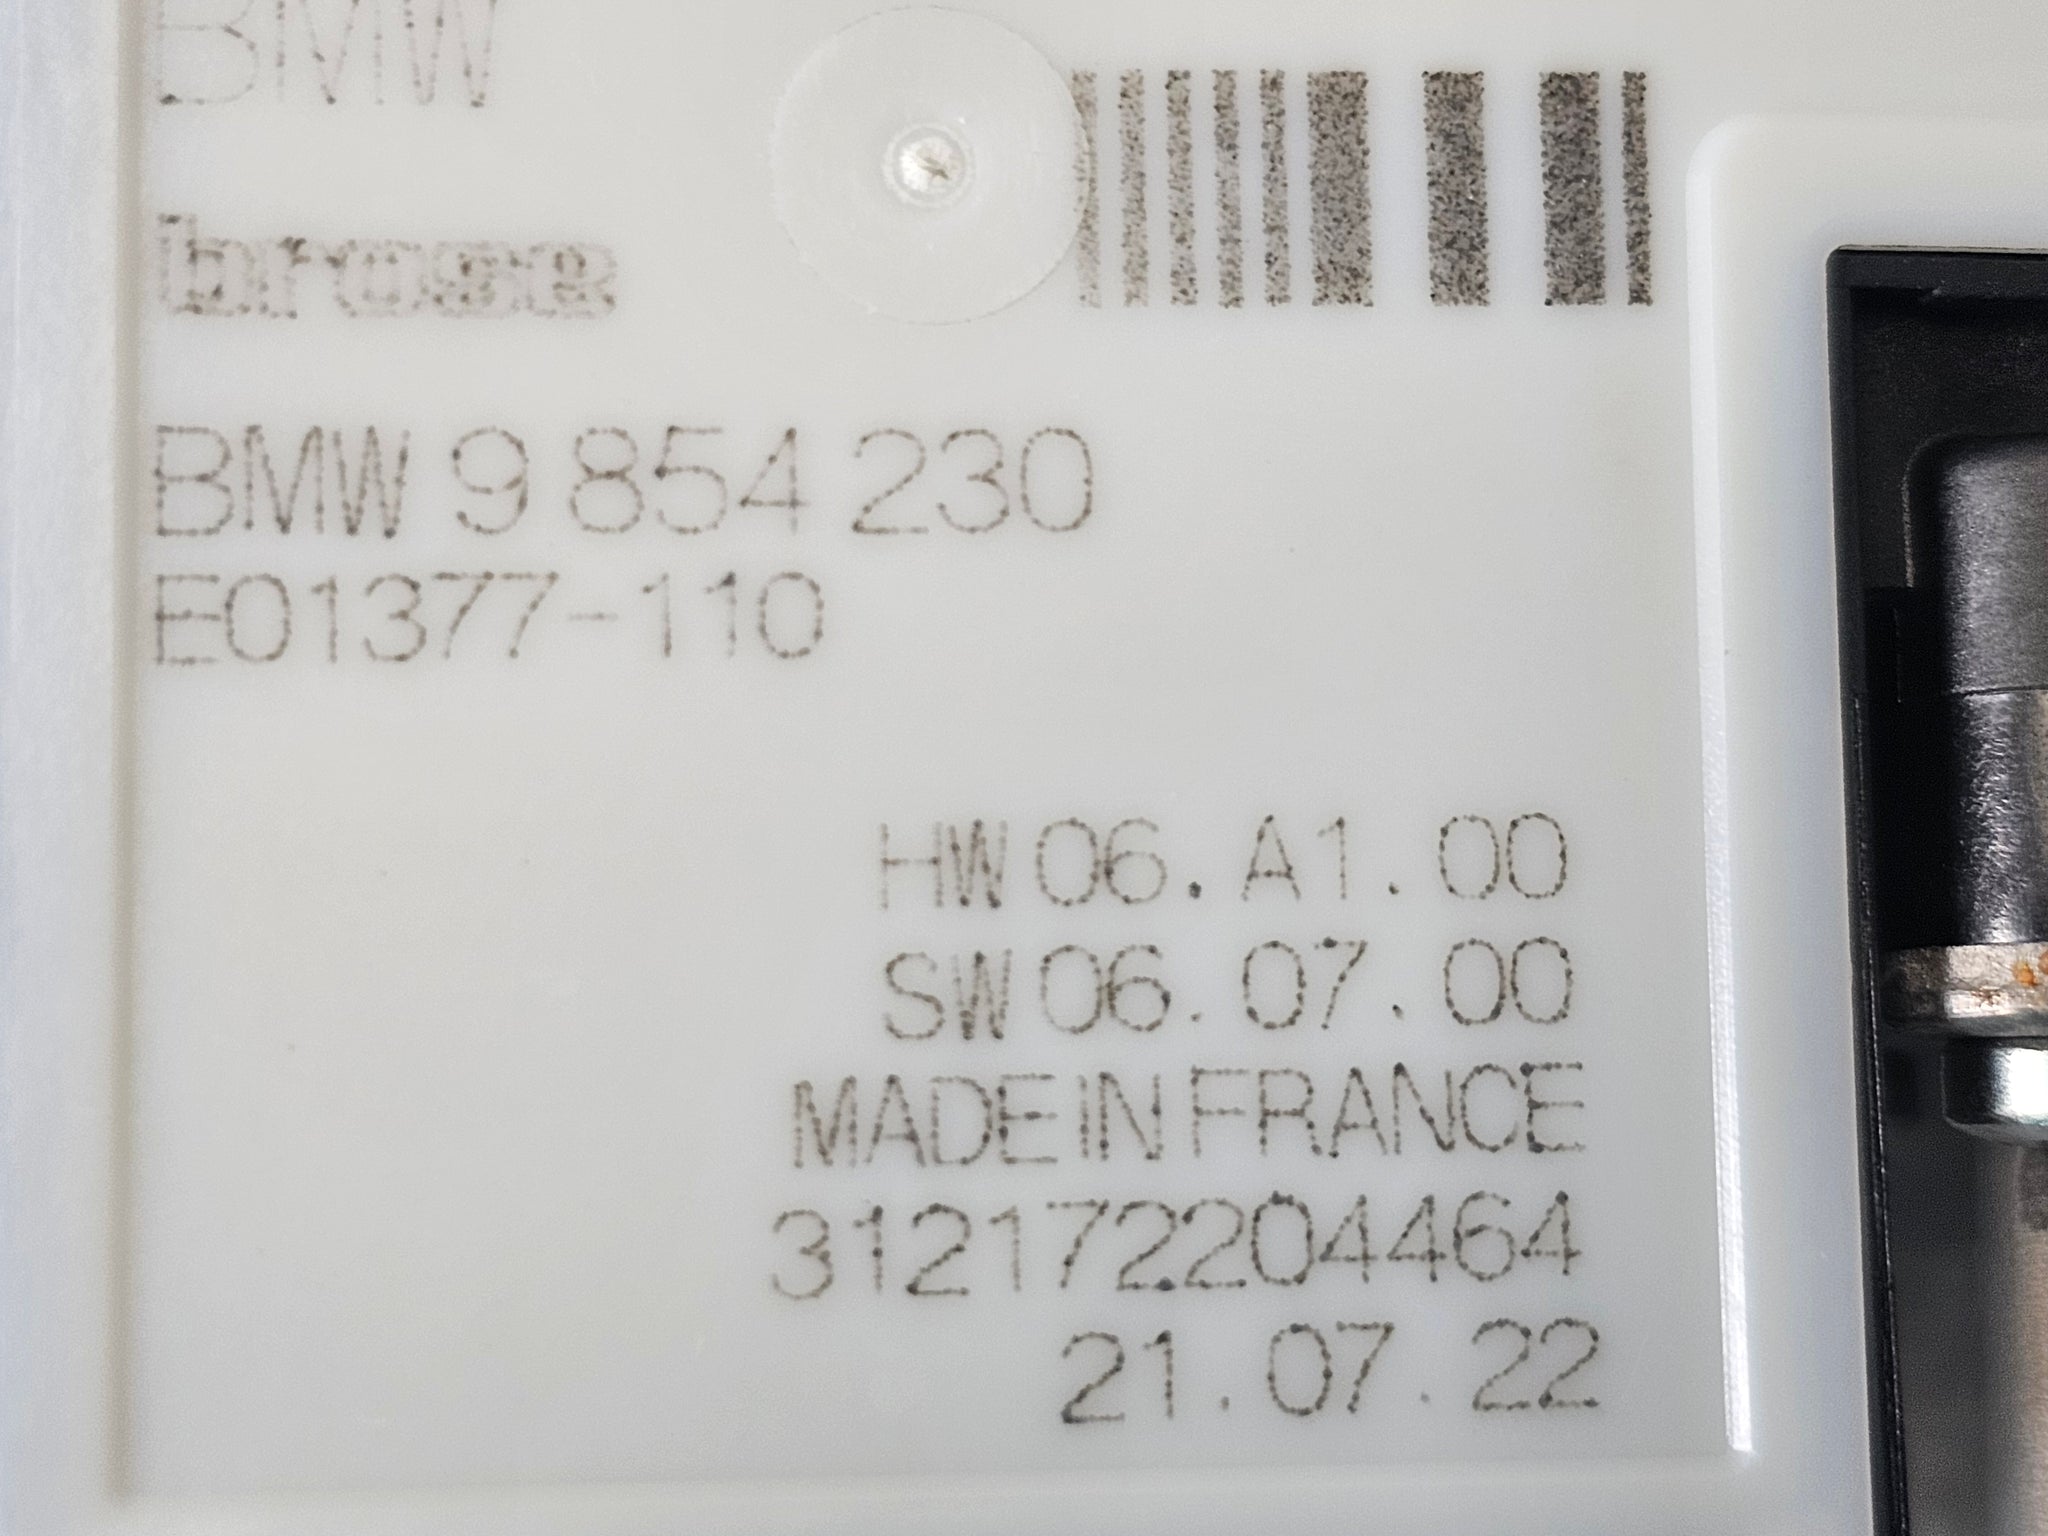 BMW
brose
BMW 9 854 230
E01377-110
HW 06.A1.00
SW 06.07.00
MADE IN FRANCE
312172204464
21.07.22